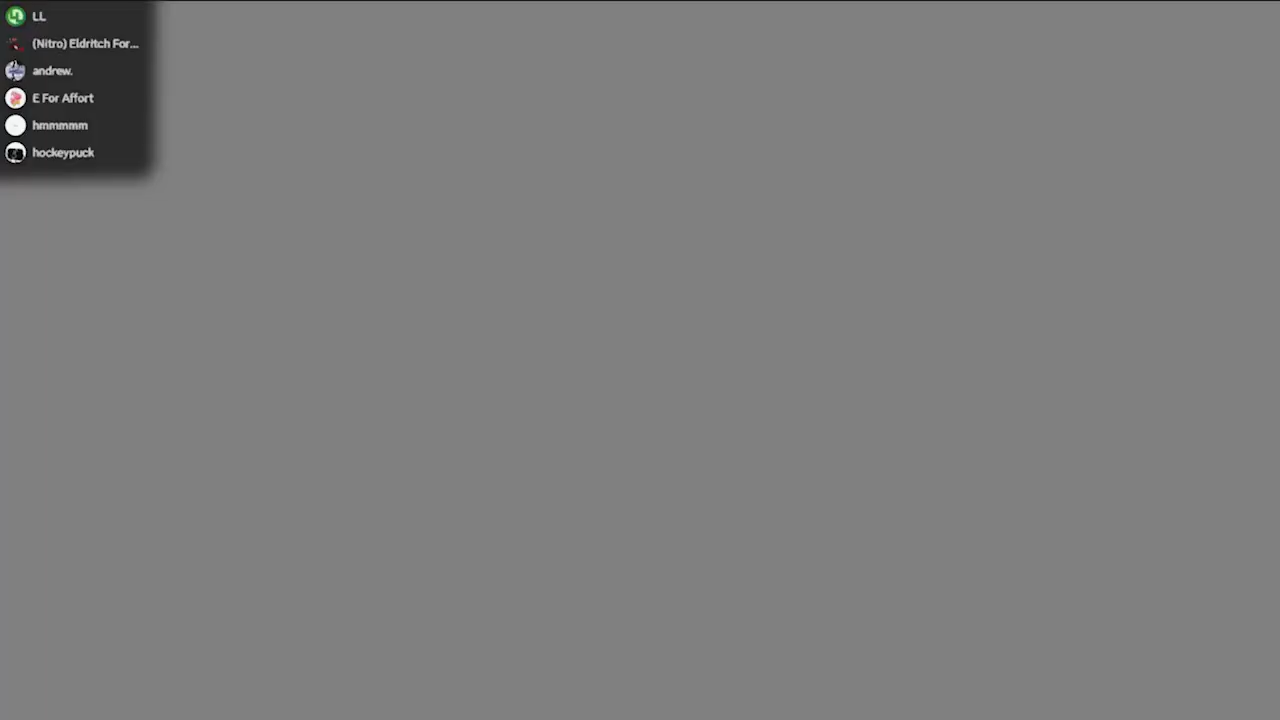 LL
(Nitro) Eldritch For...
andrew.
E For Affort
hmmmmm
hockeypuck